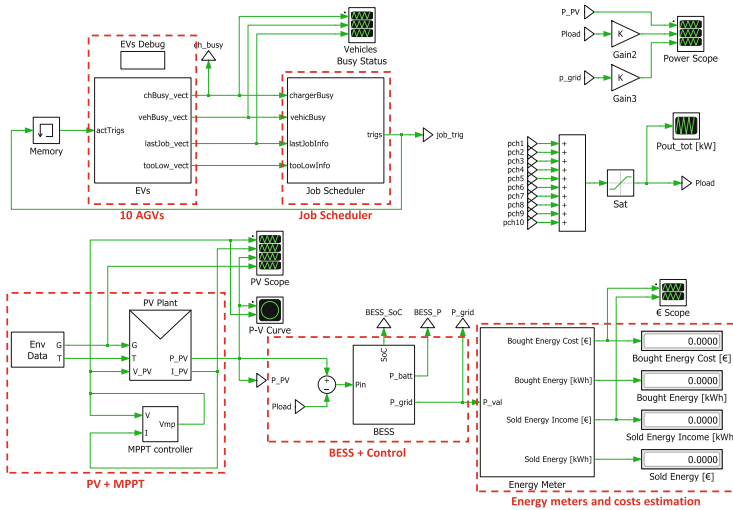 EVs Debug
ch_busy
Vehicles
Busy Status
chBusy_vect
vehBusy_vect
lastJob_vect
tooLow_vect
actTrigs
EVs
10 AGVs
Memory
chargerBusy
vehicBusy
lastJobInfo
tooLowInfo
trigs
Job Scheduler
Job Scheduler
job_trig
P_PV
Pload
p_grid
K
Gain2
K
Gain3
Power Scope
pch1
pch2
pch3
pch4
pch5
pch6
pch7
pch8
pch9
pch10
+
+
+
+
+
+
+
+
+
+
Sat
Pout_tot [kW]
Pload
PV Scope
P-V Curve
PV Plant
Env
Data
G
T
G
T
V_PV
P_PV
I_PV
V
I
Vmp
MPPT controller
PV + MPPT
P_PV
Pload
+
−
Pin
BESS_SoC
BESS_P
P_grid
SoC
P_batt
P_grid
BESS
BESS + Control
P_val
Bought Energy Cost [€]
Bought Energy [kWh]
Sold Energy Income [€]
Sold Energy [kWh]
Energy Meter
€ Scope
0.0000
Bought Energy Cost [€]
0.0000
Bought Energy [kWh]
0.0000
Sold Energy Income [kWh]
0.0000
Sold Energy [€]
Energy meters and costs estimation